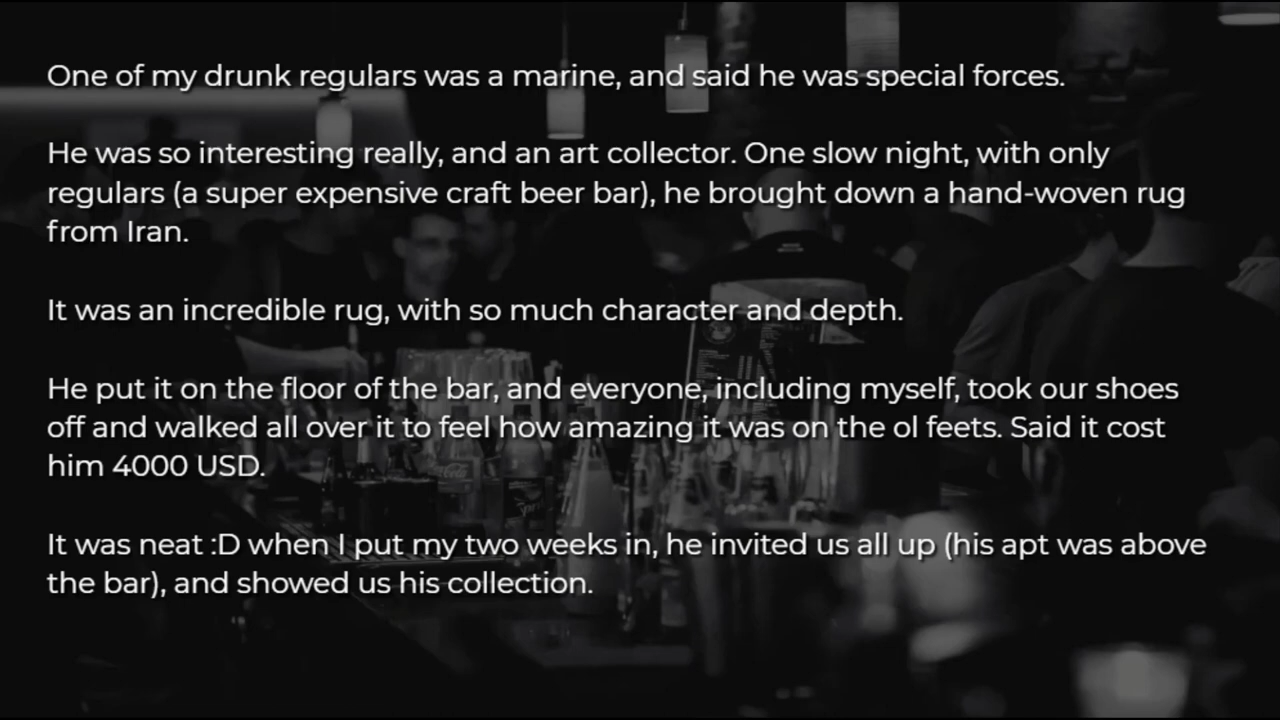 One of my drunk regulars was a marine, and said he was special forces.
He was so interesting really, and an art collector. One slow night, with only
regulars (a super expensive craft beer bar), he brought down a hand-woven rug
from Iran.
It was an incredible rug, with so much character and depth.
He put it on the floor of the bar, and everyone, including myself, took our shoes
off and walked all over it to feel how amazing it was on the ol feets. Said it cost
him 4000 USD.
It was neat :D when I put my two weeks in, he invited us all up (his apt was above
the bar), and showed us his collection.